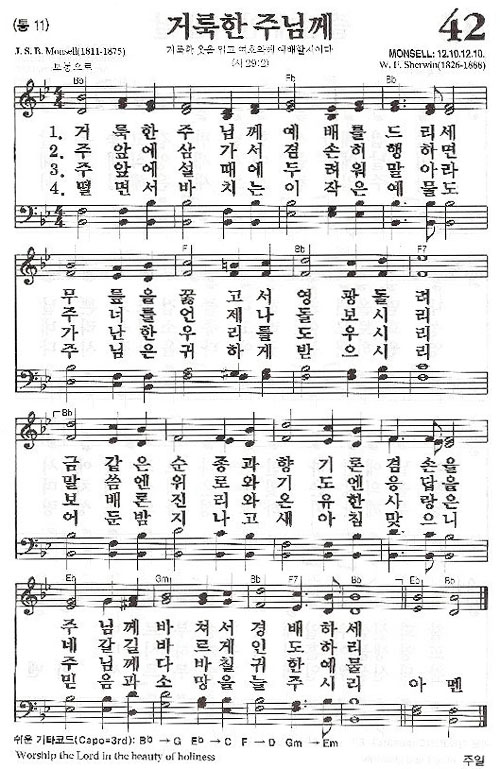 (통 11)
거룩한 주님께
42
J. S. B. Monsell(1811-1875)
거룩한 옷을 입고 여호와께 예배할지어다
MONSELL: 12.10.12.10.
보통으로
(시 29:2)
W. F. Sherwin(1826-1888)
Bb Eb Bb
1. 거 룩 한 주 님 께 예 배 를 드 리 세
2. 주 앞 에 삼 가 서 겸 손 히 행 하 면
3. 주 앞 에 설 때 에 두 려 워 말 아 라
4. 떨 면 서 바 치 는 이 작 은 예 물 도
F Bb F7
무 릎 을 꿇 고 서 영 광 돌 려
주 너 를 언 제 나 돌 보 시 리
가 난 한 우 리 를 도 우 시 리
주 님 은 귀 하 게 받 으 시 리
Bb
금 같 은 순 종 과 향 기 론 겸 손 을
말 씀 엔 위 로 와 기 도 엔 응 답 을
보 배 론 진 리 와 온 유 한 사 랑 은
어 둔 밤 지 나 고 새 아 침 맞 으 니
Eb Gm Bb F7 Bb Eb Bb
주 님 께 바 쳐 서 경 배 하 세
네 갈 길 바 르 게 인 도 하 리
주 님 께 다 바 칠 귀 한 예 물
믿 음 과 소 망 을 늘 주 시 리 아 멘
쉬운 기타코드(Capo=3rd): Bb → G Eb → C F → D Gm → Em
Worship the Lord in the beauty of holiness
주일